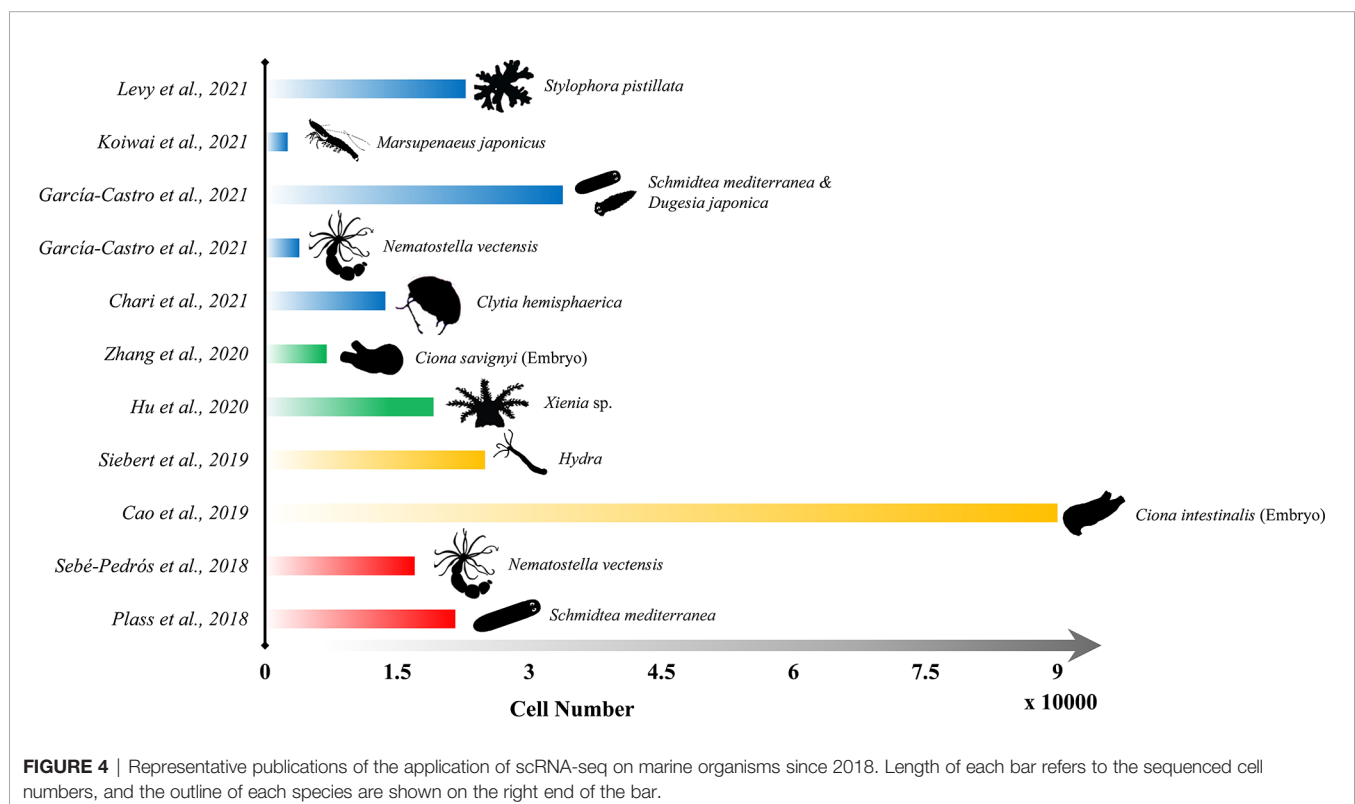 Levy et al., 2021
Stylophora pistillata
Koiwai et al., 2021
Marsupenaeus japonicus
García-Castro et al., 2021
Schmidtea mediterranea &
Dugesia japonica
García-Castro et al., 2021
Nematostella vectensis
Chari et al., 2021
Clytia hemisphaerica
Zhang et al., 2020
Ciona savignyi (Embryo)
Hu et al., 2020
Xienia sp.
Siebert et al., 2019
Hydra
Cao et al., 2019
Ciona intestinalis (Embryo)
Sebé-Pedrós et al., 2018
Nematostella vectensis
Plass et al., 2018
Schmidtea mediterranea
0 1.5 3 4.5 6 7.5 9
x 10000
Cell Number
FIGURE 4 | Representative publications of the application of scRNA-seq on marine organisms since 2018. Length of each bar refers to the sequenced cell
numbers, and the outline of each species are shown on the right end of the bar.